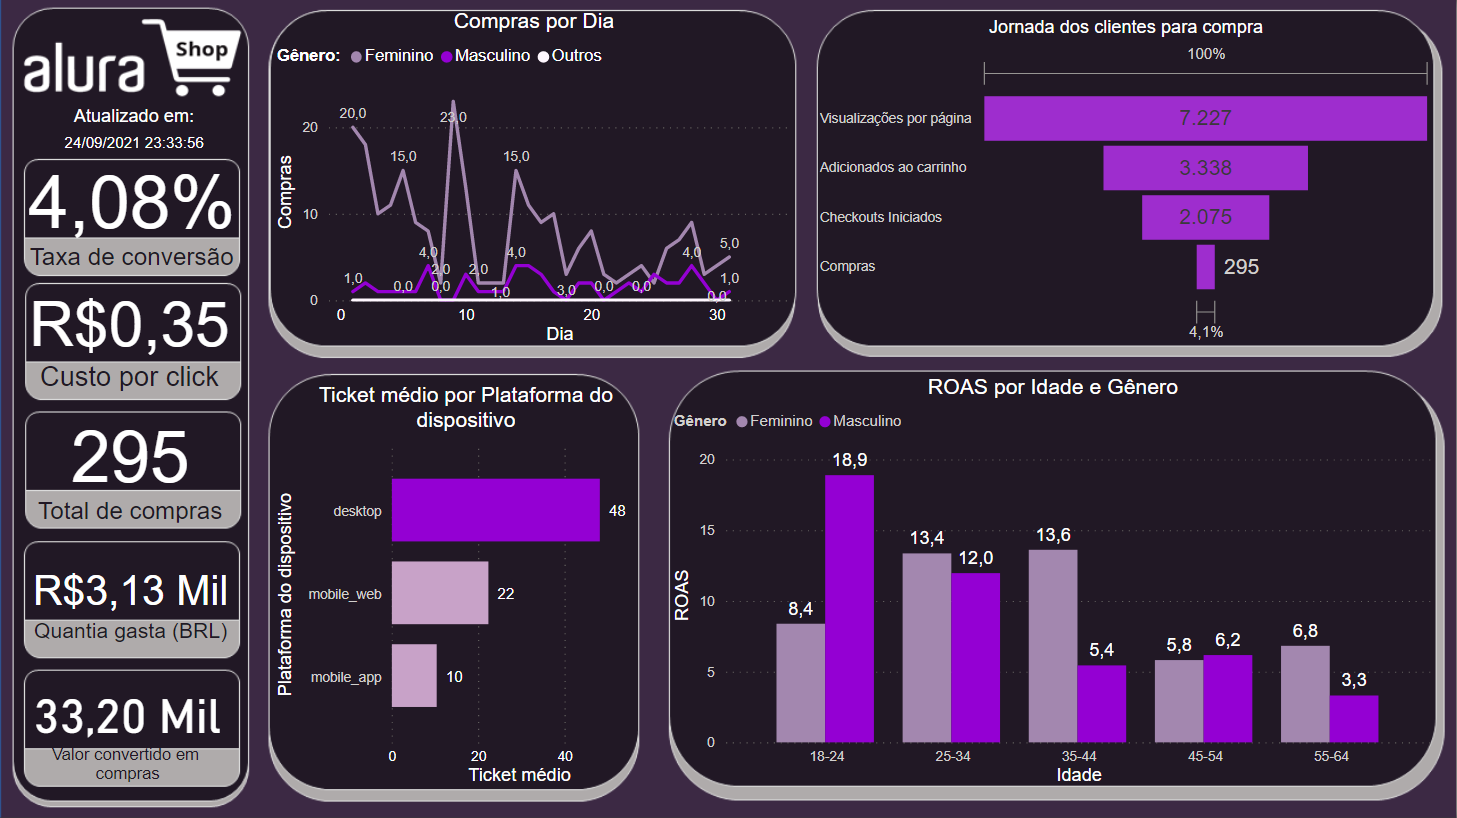 alura
Shop
Atualizado em:
24/09/2021 23:33:56
4,08%
Taxa de conversão
R$0,35
Custo por click
295
Total de compras
R$3,13 Mil
Quantia gasta (BRL)
33,20 Mil
Valor convertido em
compras
Compras por Dia
Gênero: Feminino Masculino Outros
Compras
20
10
0
20,0
15,0
23,0
15,0
5,0
1,0
0,0
4,0
2,0
0,0
2,0
1,0
4,0
3,0
0,0
0,0
4,0
0,0
1,0
0 10 20 30
Dia
Jornada dos clientes para compra
100%
Visualizações por página 7.227
Adicionados ao carrinho 3.338
Checkouts Iniciados 2.075
Compras 295
4,1%
Ticket médio por Plataforma do
dispositivo
Plataforma do dispositivo
desktop 48
mobile_web 22
mobile_app 10
0 20 40
Ticket médio
ROAS por Idade e Gênero
Gênero Feminino Masculino
ROAS
20
15
10
5
0
8,4 18,9
13,4 12,0
13,6 5,4
5,8 6,2
6,8 3,3
18-24 25-34 35-44 45-54 55-64
Idade